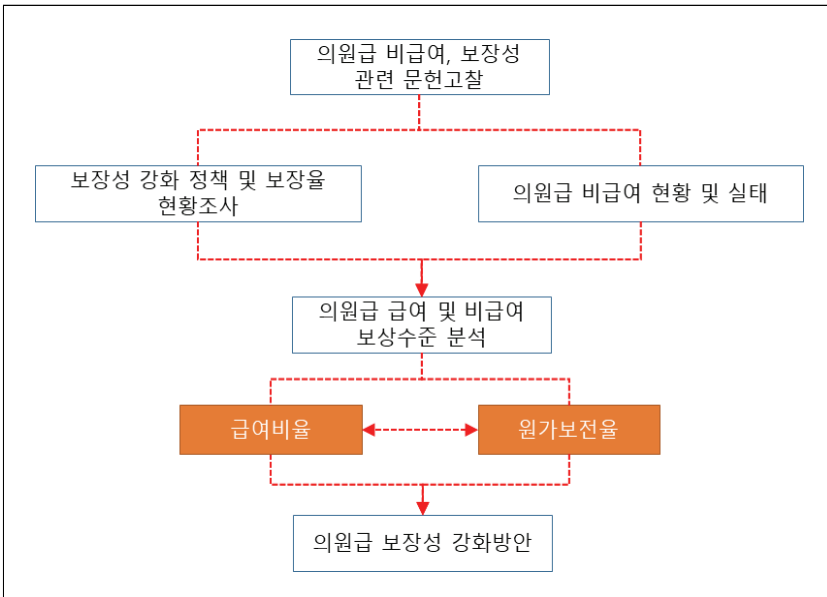 의원급 비급여, 보장성
관련 문헌고찰
보장성 강화 정책 및 보장율
현황조사
의원급 비급여 현황 및 실태
의원급 급여 및 비급여
보상수준 분석
급여비율
원가보전율
의원급 보장성 강화방안